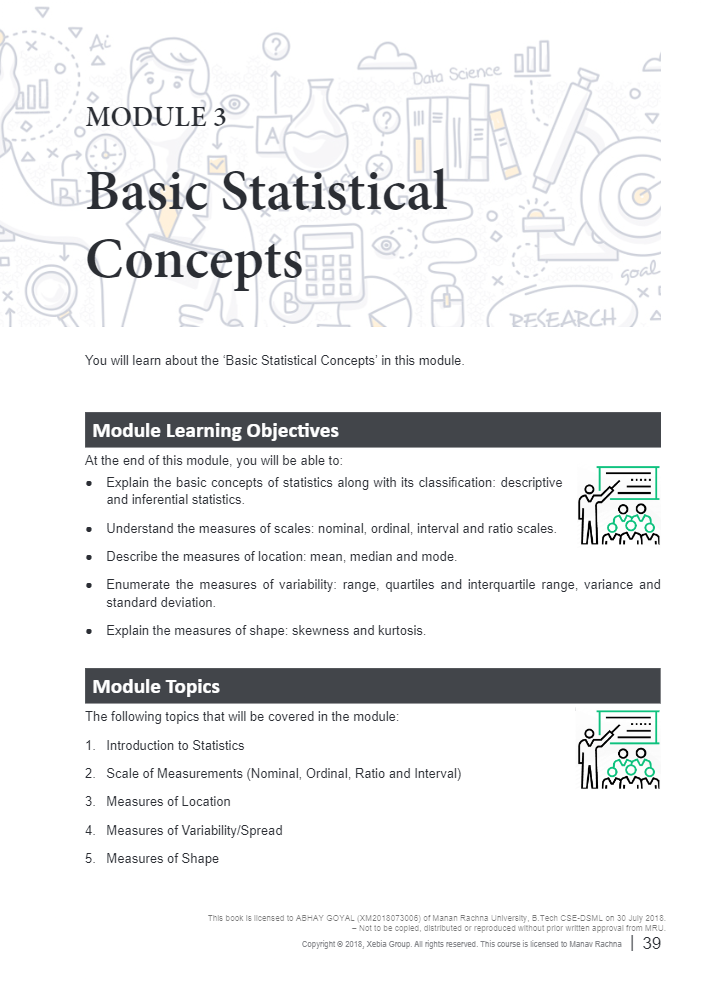 Ai
?
Data Science
MODULE 3
?
A
B
Basic Statistical
Concepts
goal
B
RESEARCH
You will learn about the ‘Basic Statistical Concepts’ in this module.
Module Learning Objectives
At the end of this module, you will be able to:
● Explain the basic concepts of statistics along with its classification: descriptive
and inferential statistics.
● Understand the measures of scales: nominal, ordinal, interval and ratio scales.
● Describe the measures of location: mean, median and mode.
● Enumerate the measures of variability: range, quartiles and interquartile range, variance and
standard deviation.
● Explain the measures of shape: skewness and kurtosis.
Module Topics
The following topics that will be covered in the module:
1. Introduction to Statistics
2. Scale of Measurements (Nominal, Ordinal, Ratio and Interval)
3. Measures of Location
4. Measures of Variability/Spread
5. Measures of Shape
This book is licensed to ABHAY GOYAL (XM2018073006) of Manan Rachna University, B.Tech CSE-DSML on 30 July 2018.
– Not to be copied, distributed or reproduced without prior written approval from MRU.
Copyright © 2018, Xebia Group. All rights reserved. This course is licensed to Manav Rachna | 39